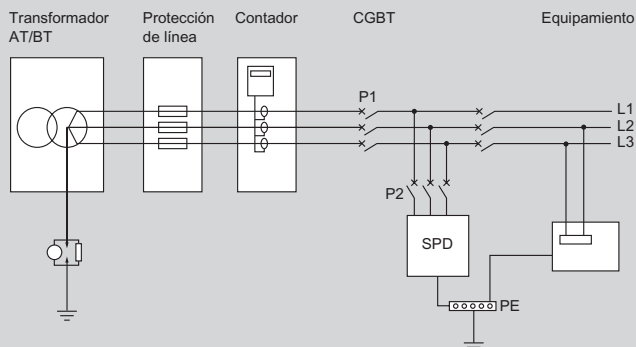 Transformador
AT/BT
Protección
de línea
Contador
CGBT
Equipamiento
P1
L1
L2
L3
P2
SPD
PE